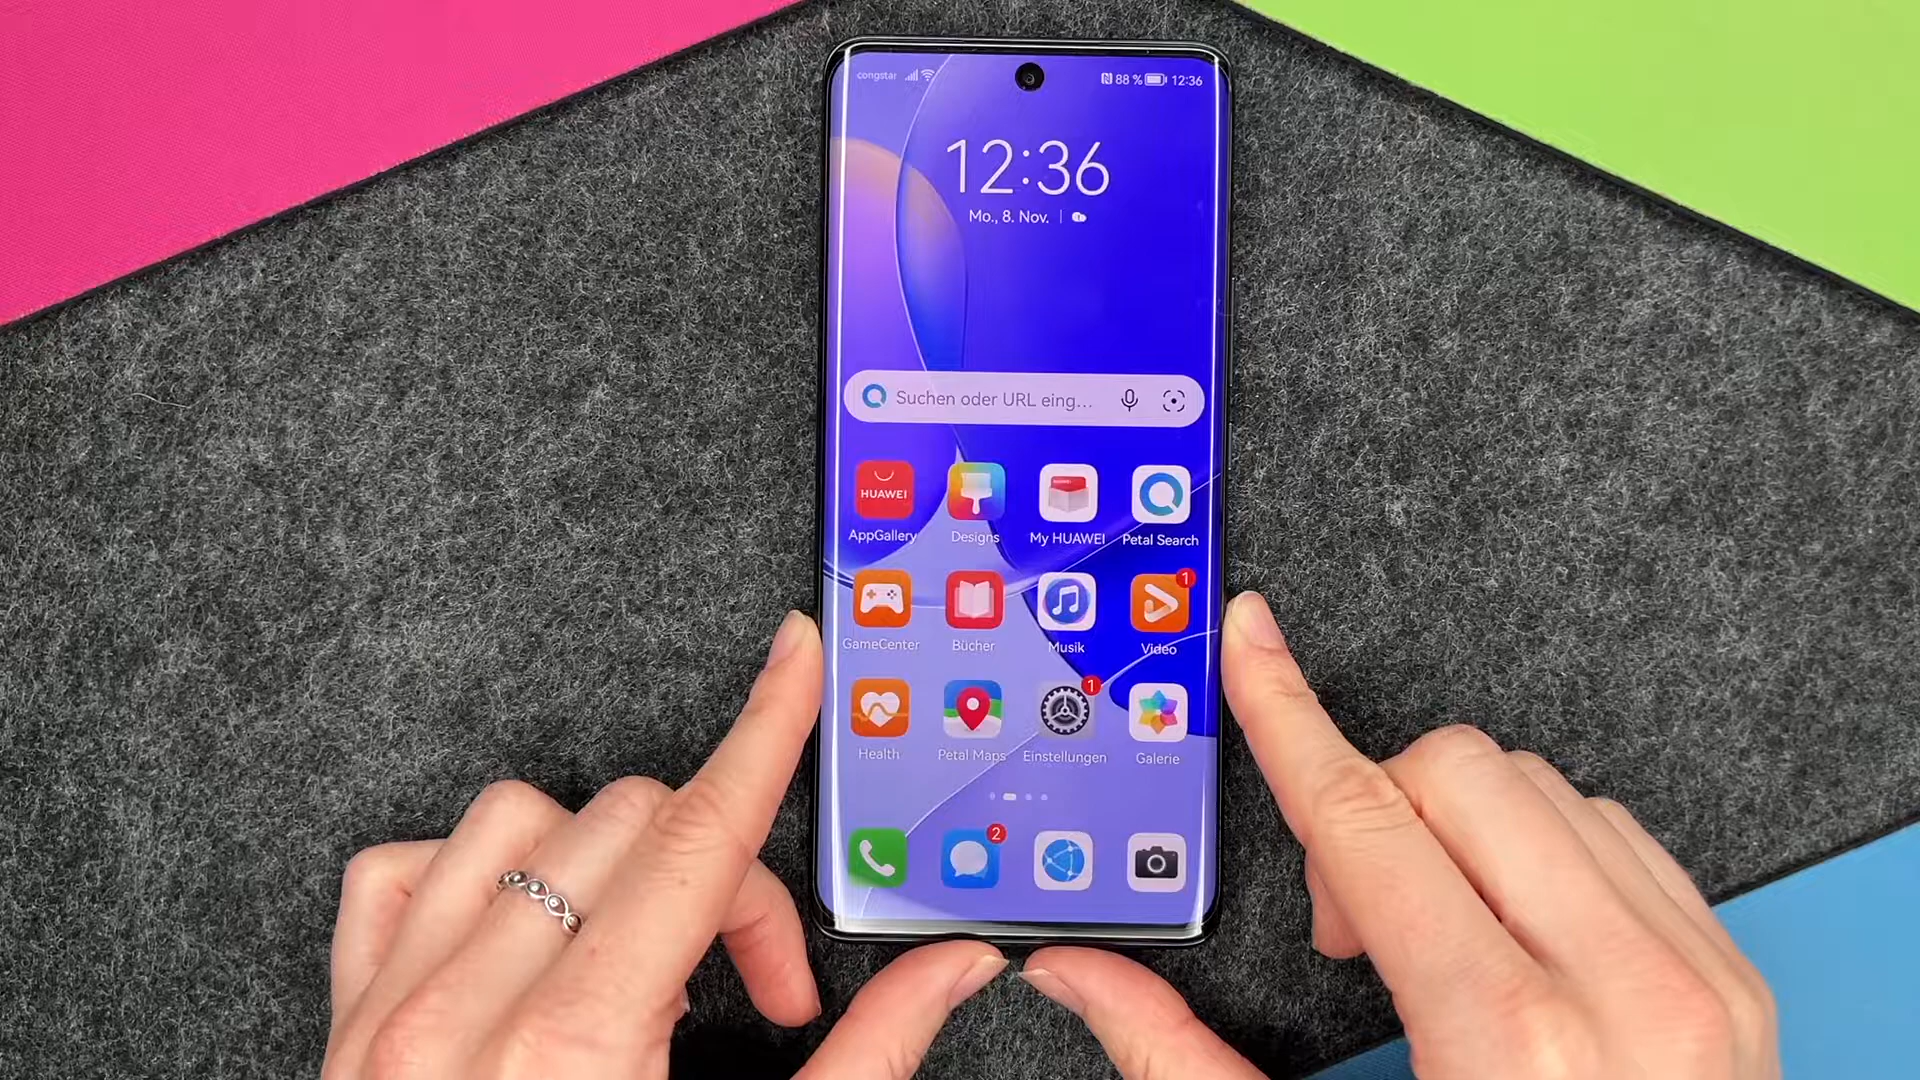 congstar 88 % 12:36
12:36
Mo., 8. Nov.
Suchen oder URL eing...
HUAWEI
AppGallery Designs My HUAWEI Petal Search
1
GameCenter Bücher Musik Video
1
Health Petal Maps Einstellungen Galerie
2